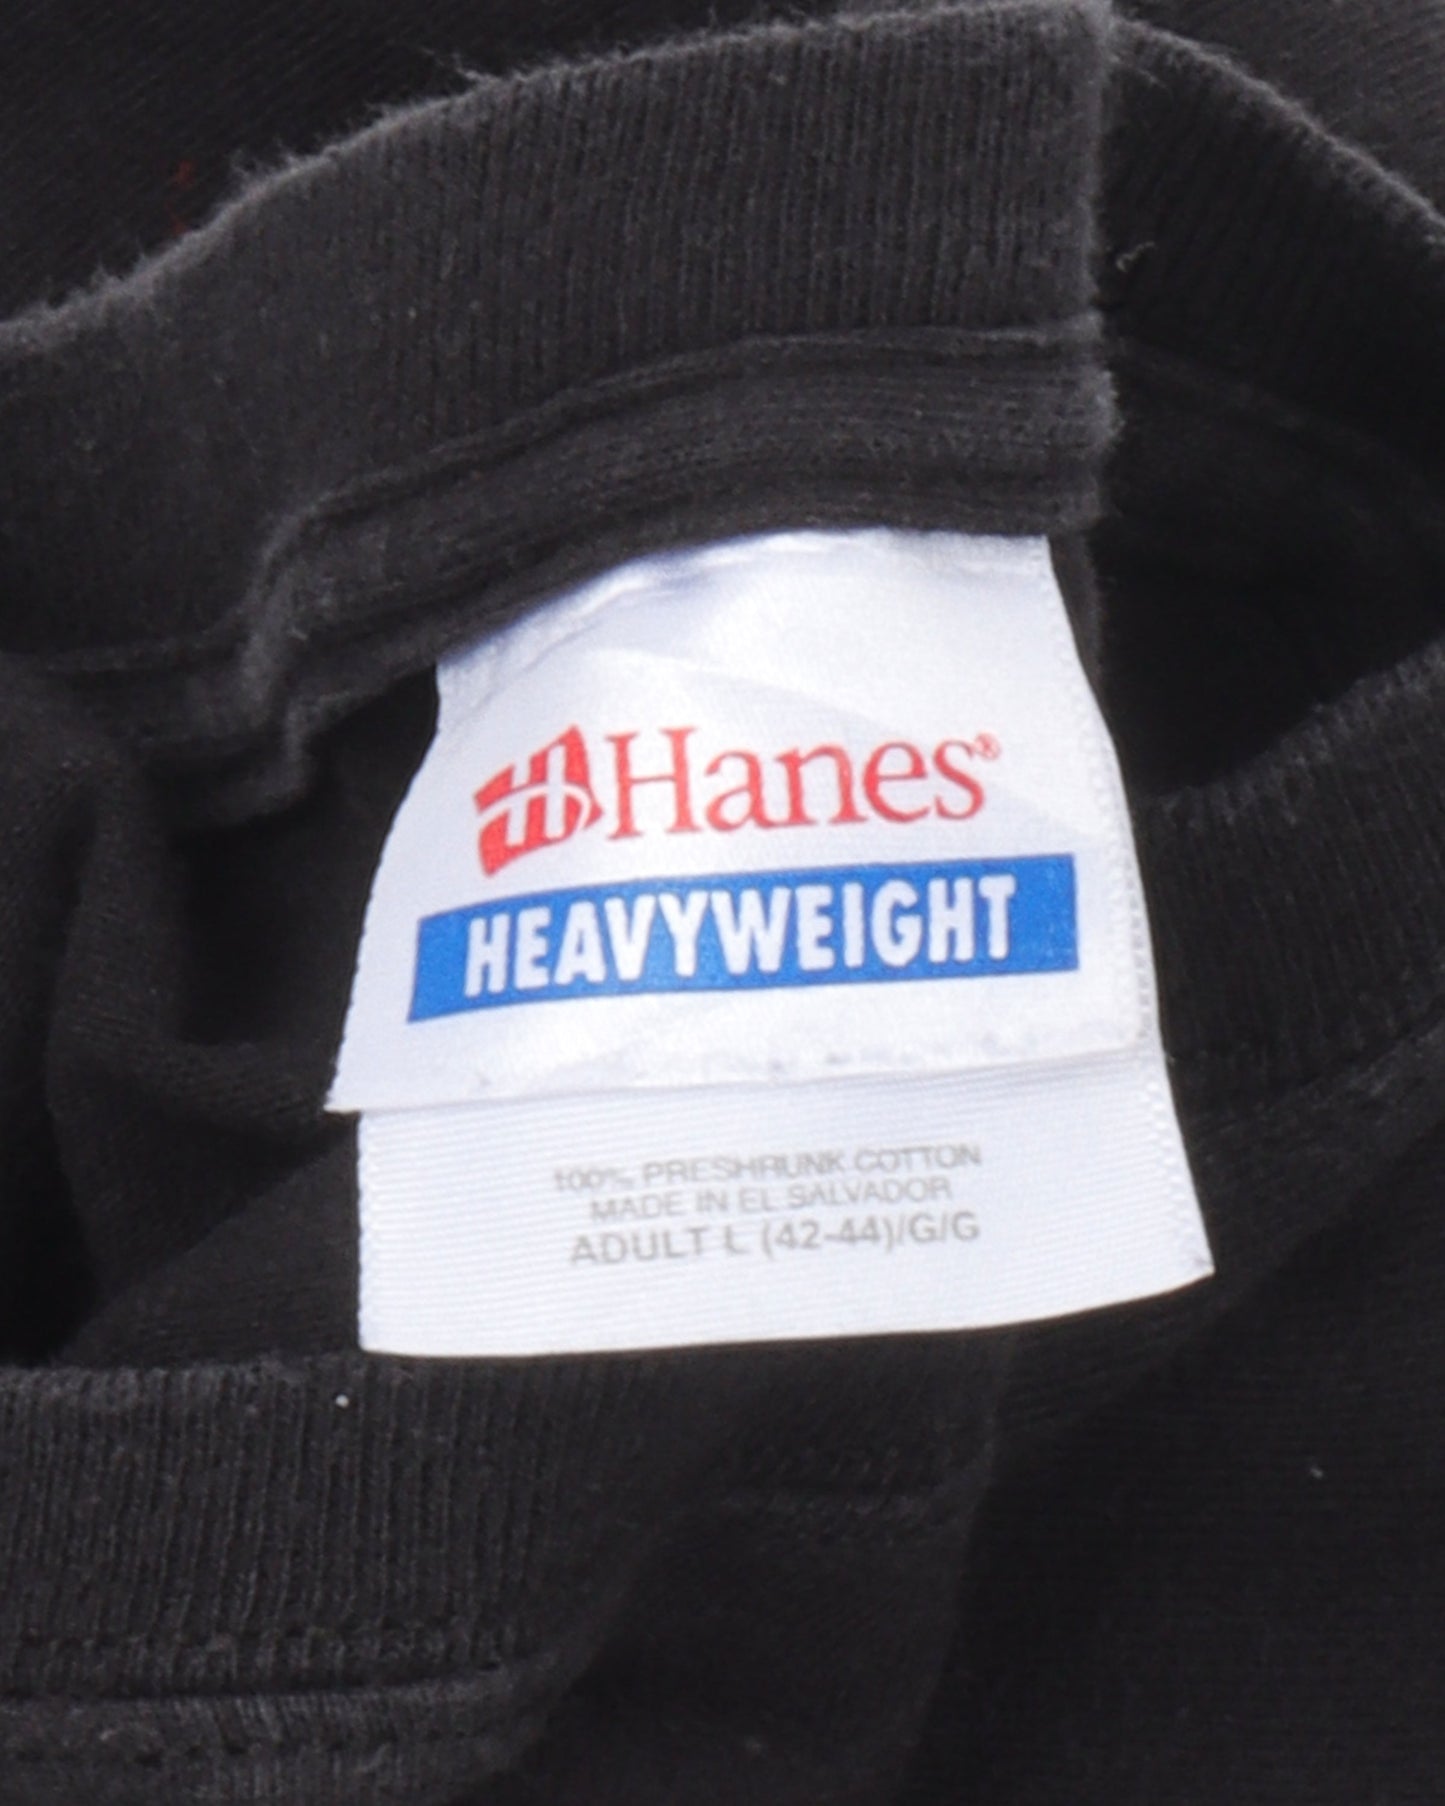 H Hanes®
HEAVYWEIGHT
100% PRESHRUNK COTTON
MADE IN EL SALVADOR
ADULT L (42-44)/G/G